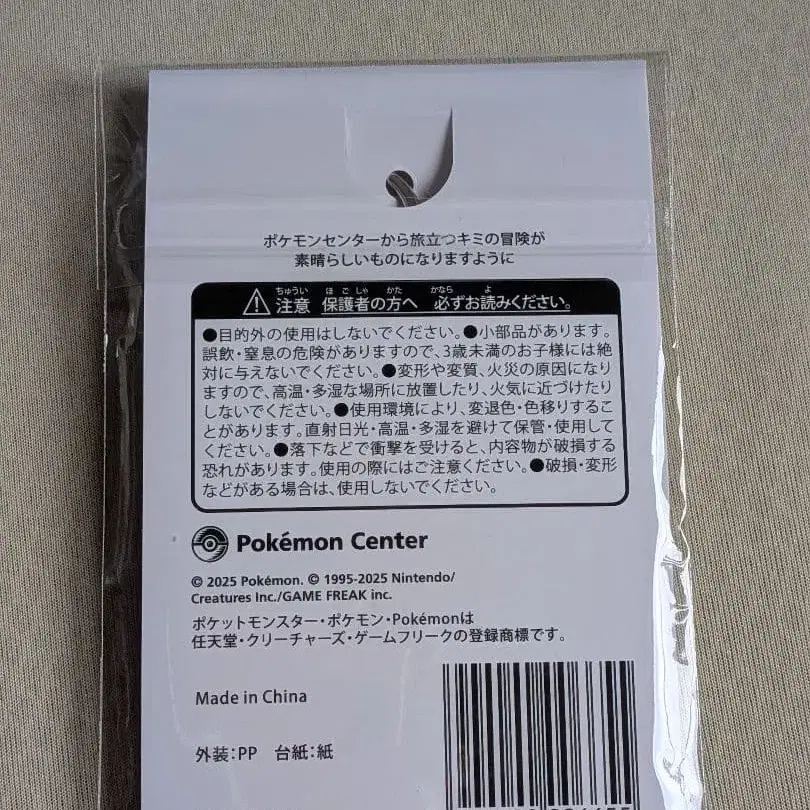 ポケモンセンターから旅立つキミの冒険が
素晴らしいものになりますように
ちゅうい ほごしゃ かた かなら よ
注意 保護者の方へ 必ずお読みください。
●目的外の使用はしないでください。●小部品があります。
誤飲・窒息の危険がありますので、3歳未満のお子様には絶
対に与えないでください。●変形や変質、火災の原因になり
ますので、高温・多湿な場所に放置したり、火気に近づけたり
しないでください。●使用環境により、変退色・色移りするこ
とがあります。直射日光・高温・多湿を避けて保管・使用して
ください。●落下などで衝撃を受けると、内容物が破損する
恐れがあります。使用の際にはご注意ください。●破損・変形
などがある場合は、使用しないでください。
Pokémon Center
© 2025 Pokémon. © 1995-2025 Nintendo/
Creatures Inc./GAME FREAK inc.
ポケットモンスター・ポケモン・Pokémonは
任天堂・クリーチャーズ・ゲームフリークの登録商標です。
Made in China
外装:PP 台紙:紙